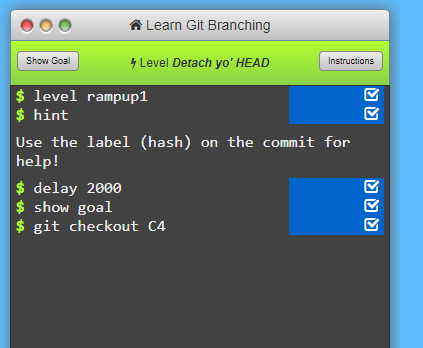 Learn Git Branching
Show Goal
Level Detach yo' HEAD
Instructions
$ level rampup1
$ hint
Use the label (hash) on the commit for
help!
$ delay 2000
$ show goal
$ git checkout C4